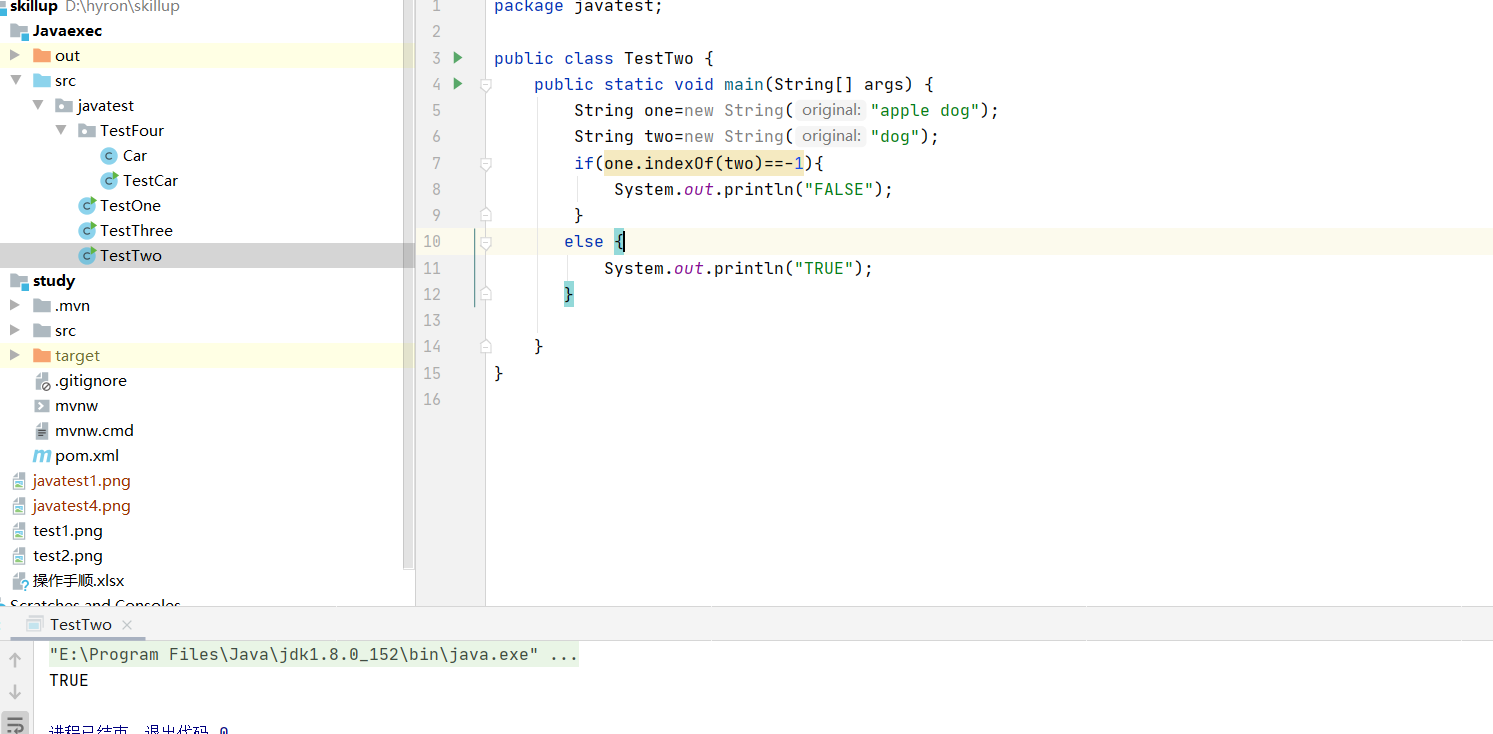 skillup D:\hyron\skillup
Javaexec
out
src
javatest
TestFour
Car
TestCar
TestOne
TestThree
TestTwo
study
.mvn
src
target
.gitignore
mvnw
mvnw.cmd
pom.xml
javatest1.png
javatest4.png
test1.png
test2.png
操作手顺.xlsx
Scratches and Consoles
1 package javatest;
2
3 public class TestTwo {
4 public static void main(String[] args) {
5 String one=new String( original: "apple dog");
6 String two=new String( original: "dog");
7 if(one.indexOf(two)==-1){
8 System.out.println("FALSE");
9 }
10 else {
11 System.out.println("TRUE");
12 }
13
14 }
15 }
16
TestTwo
"E:\Program Files\Java\jdk1.8.0_152\bin\java.exe" ...
TRUE
进程已结束，退出代码 0